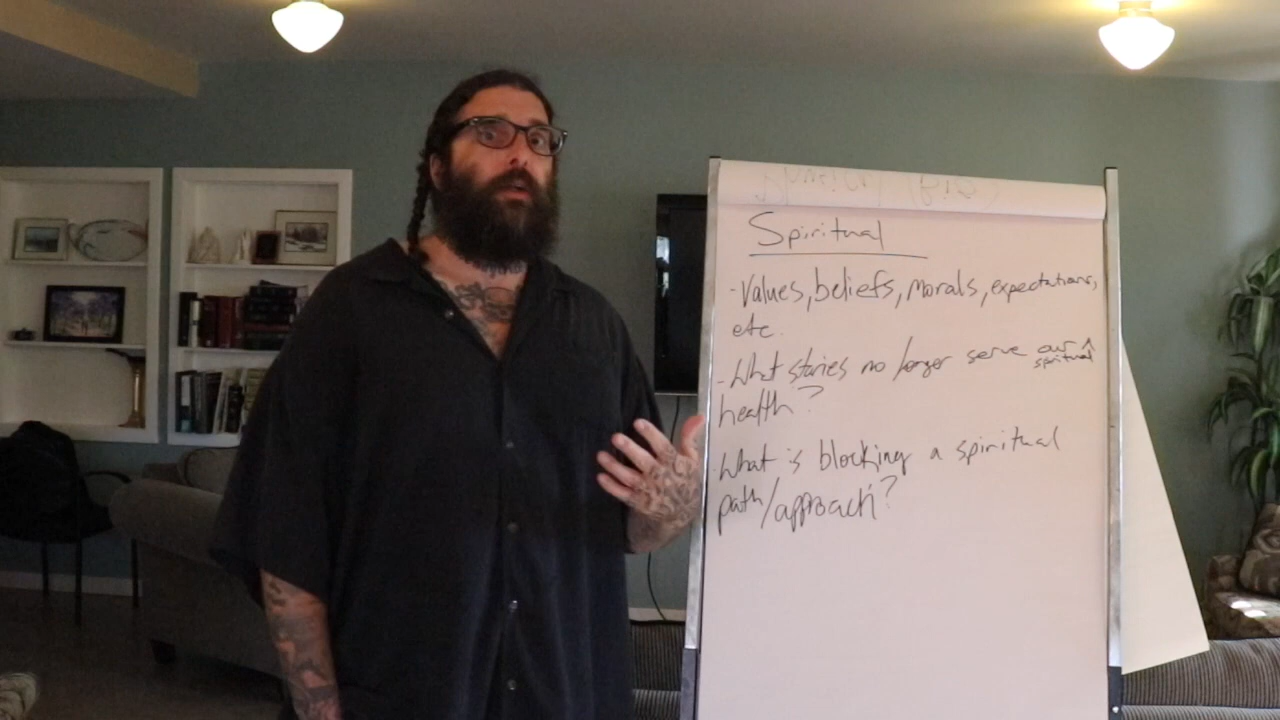 Spiritual
- Values, beliefs, morals, expectations,
etc.
- What stories no longer serve our ^
spiritual
health?
- What is blocking a spiritual
path/approach?